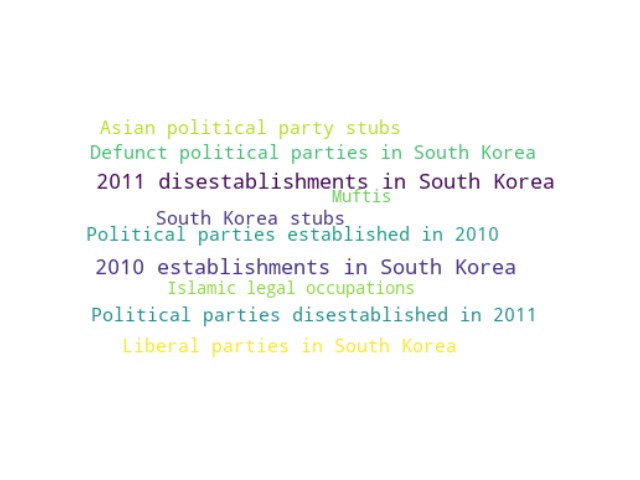 Asian political party stubs
Defunct political parties in South Korea
2011 disestablishments in South Korea
Muftis
South Korea stubs
Political parties established in 2010
2010 establishments in South Korea
Islamic legal occupations
Political parties disestablished in 2011
Liberal parties in South Korea